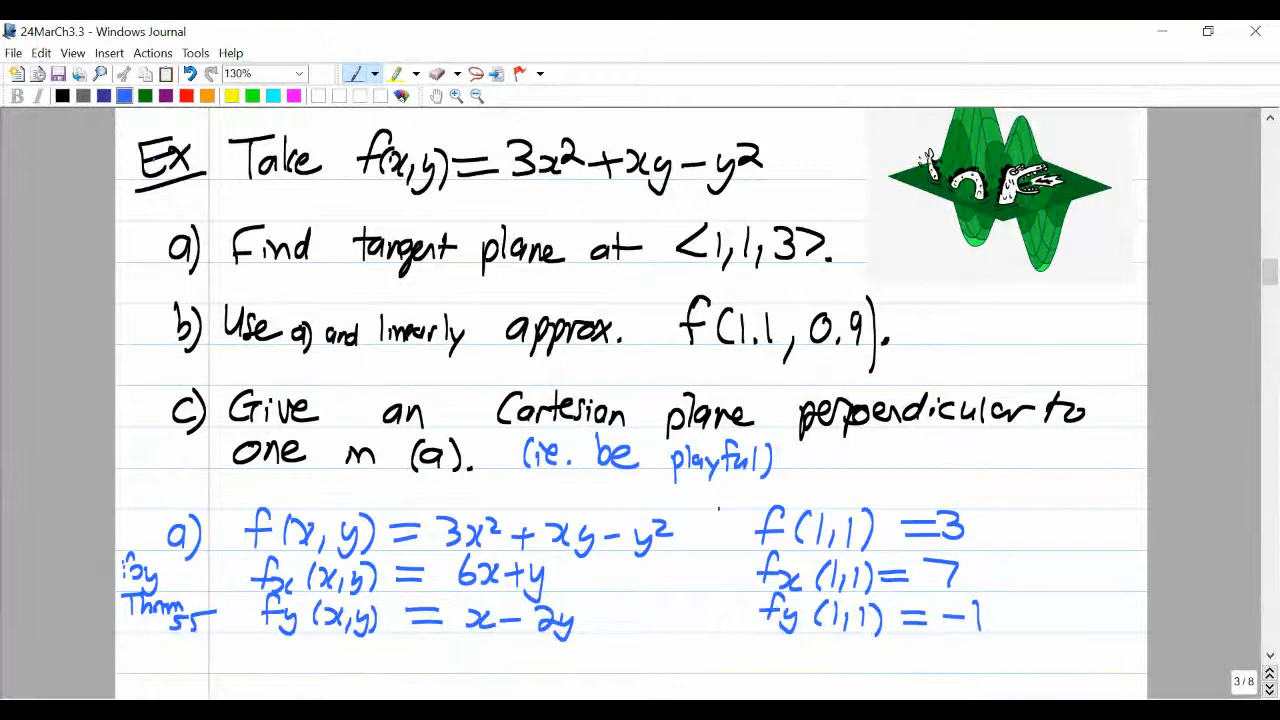 24MarCh3.3 - Windows Journal
File Edit View Insert Actions Tools Help
130%
B I
Ex Take f(x,y) = 3x² + xy - y²
a) Find tangent plane at <1,1,3>.
b) Use a) and linearly approx. f(1.1, 0.9).
c) Give an Cartesian plane perpendicular to
one in (a). (ie. be playful)
a) f(x,y) = 3x² + xy - y² f(1,1) = 3
by fx(x,y) = 6x+y fx(1,1) = 7
Thrm 55 fy(x,y) = x - 2y fy(1,1) = -1
3 / 8